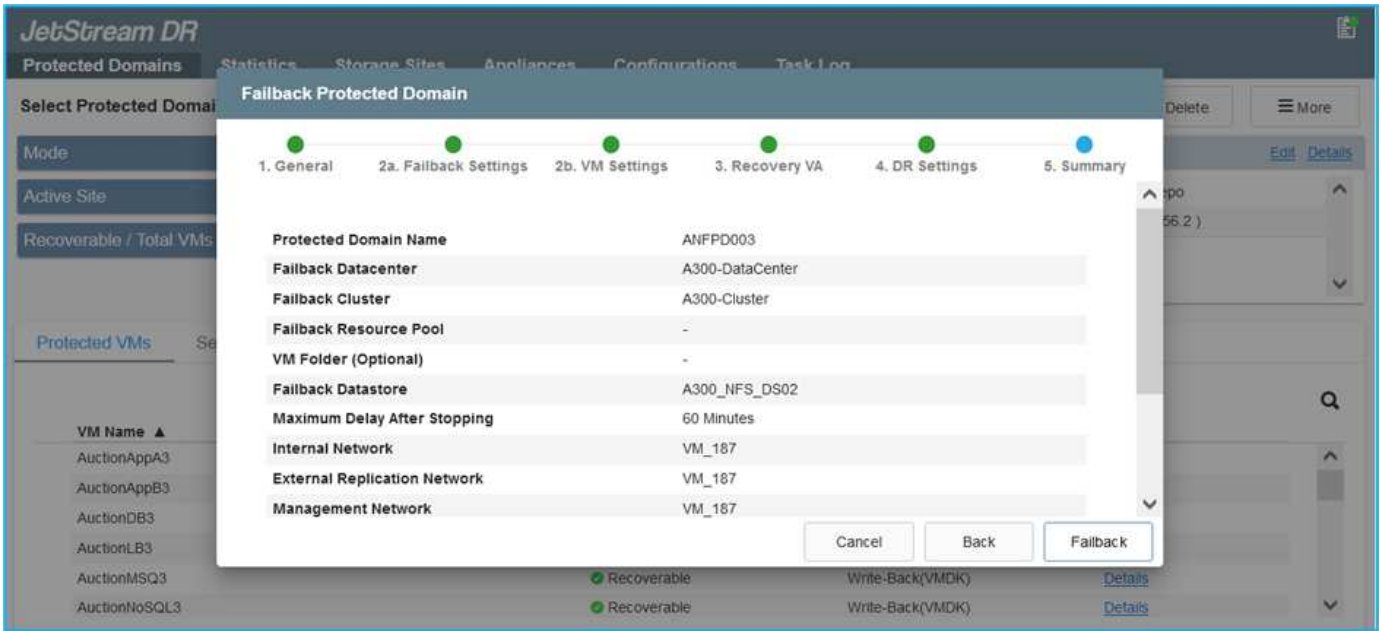 JetStream DR
Protected Domains Statistics Storage Sites Appliances Configurations Task Log
Failback Protected Domain
Select Protected Domai Delete More
Mode Edit Details
1. General 2a. Failback Settings 2b. VM Settings 3. Recovery VA 4. DR Settings 5. Summary
Active Site epo
Recoverable / Total VMs 56.2 )
Protected Domain Name ANFPD003
Failback Datacenter A300-DataCenter
Failback Cluster A300-Cluster
Failback Resource Pool -
Protected VMs Se
VM Folder (Optional) -
Failback Datastore A300_NFS_DS02
Maximum Delay After Stopping 60 Minutes
VM Name ▲
Internal Network VM_187
AuctionAppA3
External Replication Network VM_187
AuctionAppB3
Management Network VM_187
AuctionDB3
Cancel Back Failback
AuctionLB3
AuctionMSQ3 Recoverable Write-Back(VMDK) Details
AuctionNoSQL3 Recoverable Write-Back(VMDK) Details